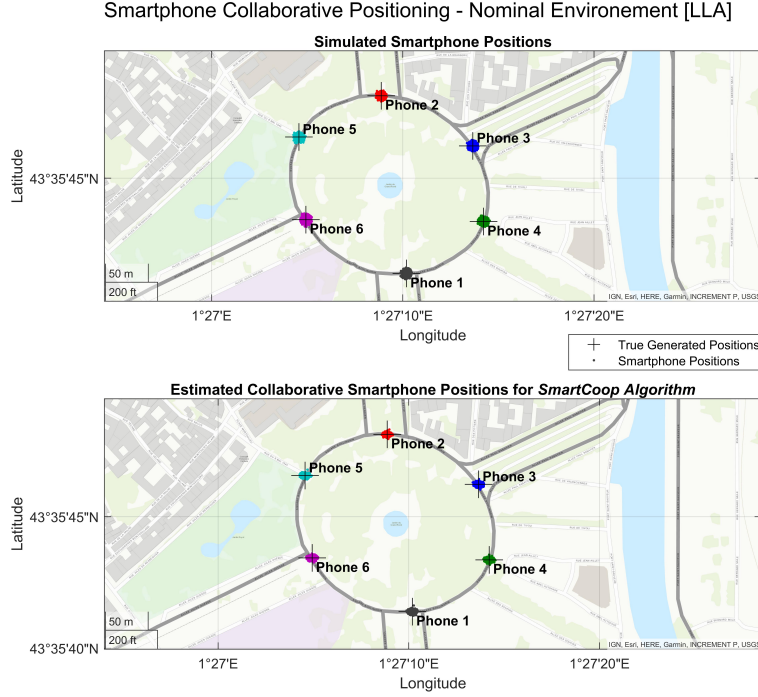 Smartphone Collaborative Positioning - Nominal Environement [LLA]
Simulated Smartphone Positions
Phone 2
Phone 5
Phone 3
Latitude
43°35'45"N
Phone 6
Phone 4
Phone 1
50 m
200 ft
IGN, Esri, HERE, Garmin, INCREMENT P, USGS
1°27'E
1°27'10"E
1°27'20"E
Longitude
True Generated Positions
Smartphone Positions
Estimated Collaborative Smartphone Positions for SmartCoop Algorithm
Phone 2
Phone 5
Phone 3
Latitude
43°35'45"N
Phone 6
Phone 4
Phone 1
50 m
200 ft
IGN, Esri, HERE, Garmin, INCREMENT P, USGS
43°35'40"N
1°27'E
1°27'10"E
1°27'20"E
Longitude